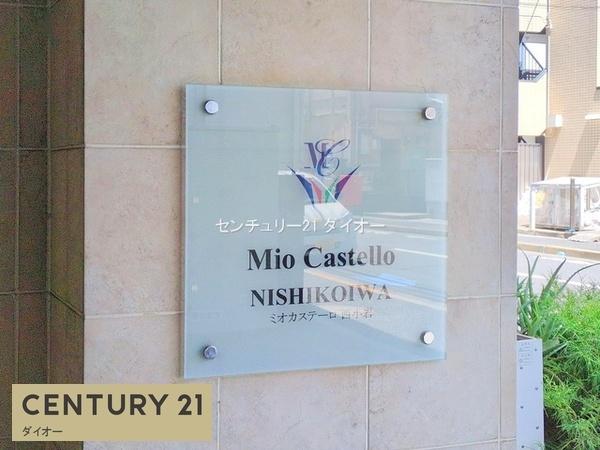 MC
センチュリー21 ダイオー
Mio Castello
NISHIKOIWA
ミオカステーロ 西小岩
CENTURY 21
ダイオー